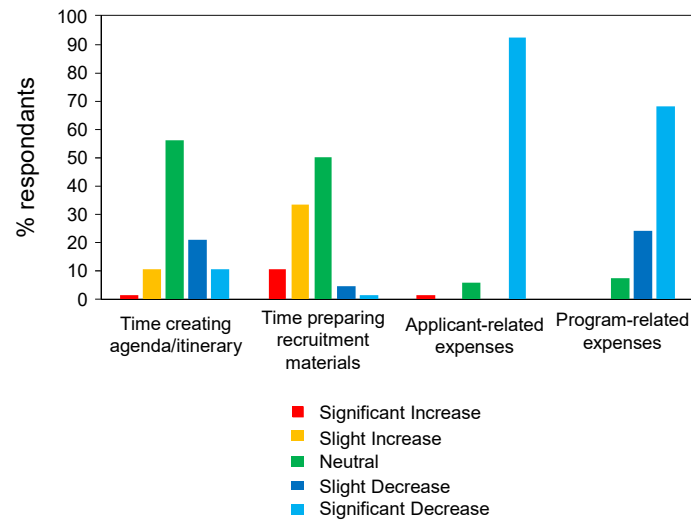 % respondants
100
90
80
70
60
50
40
30
20
10
0
Time creating
agenda/itinerary
Time preparing
recruitment
materials
Applicant-related
expenses
Program-related
expenses
Significant Increase
Slight Increase
Neutral
Slight Decrease
Significant Decrease